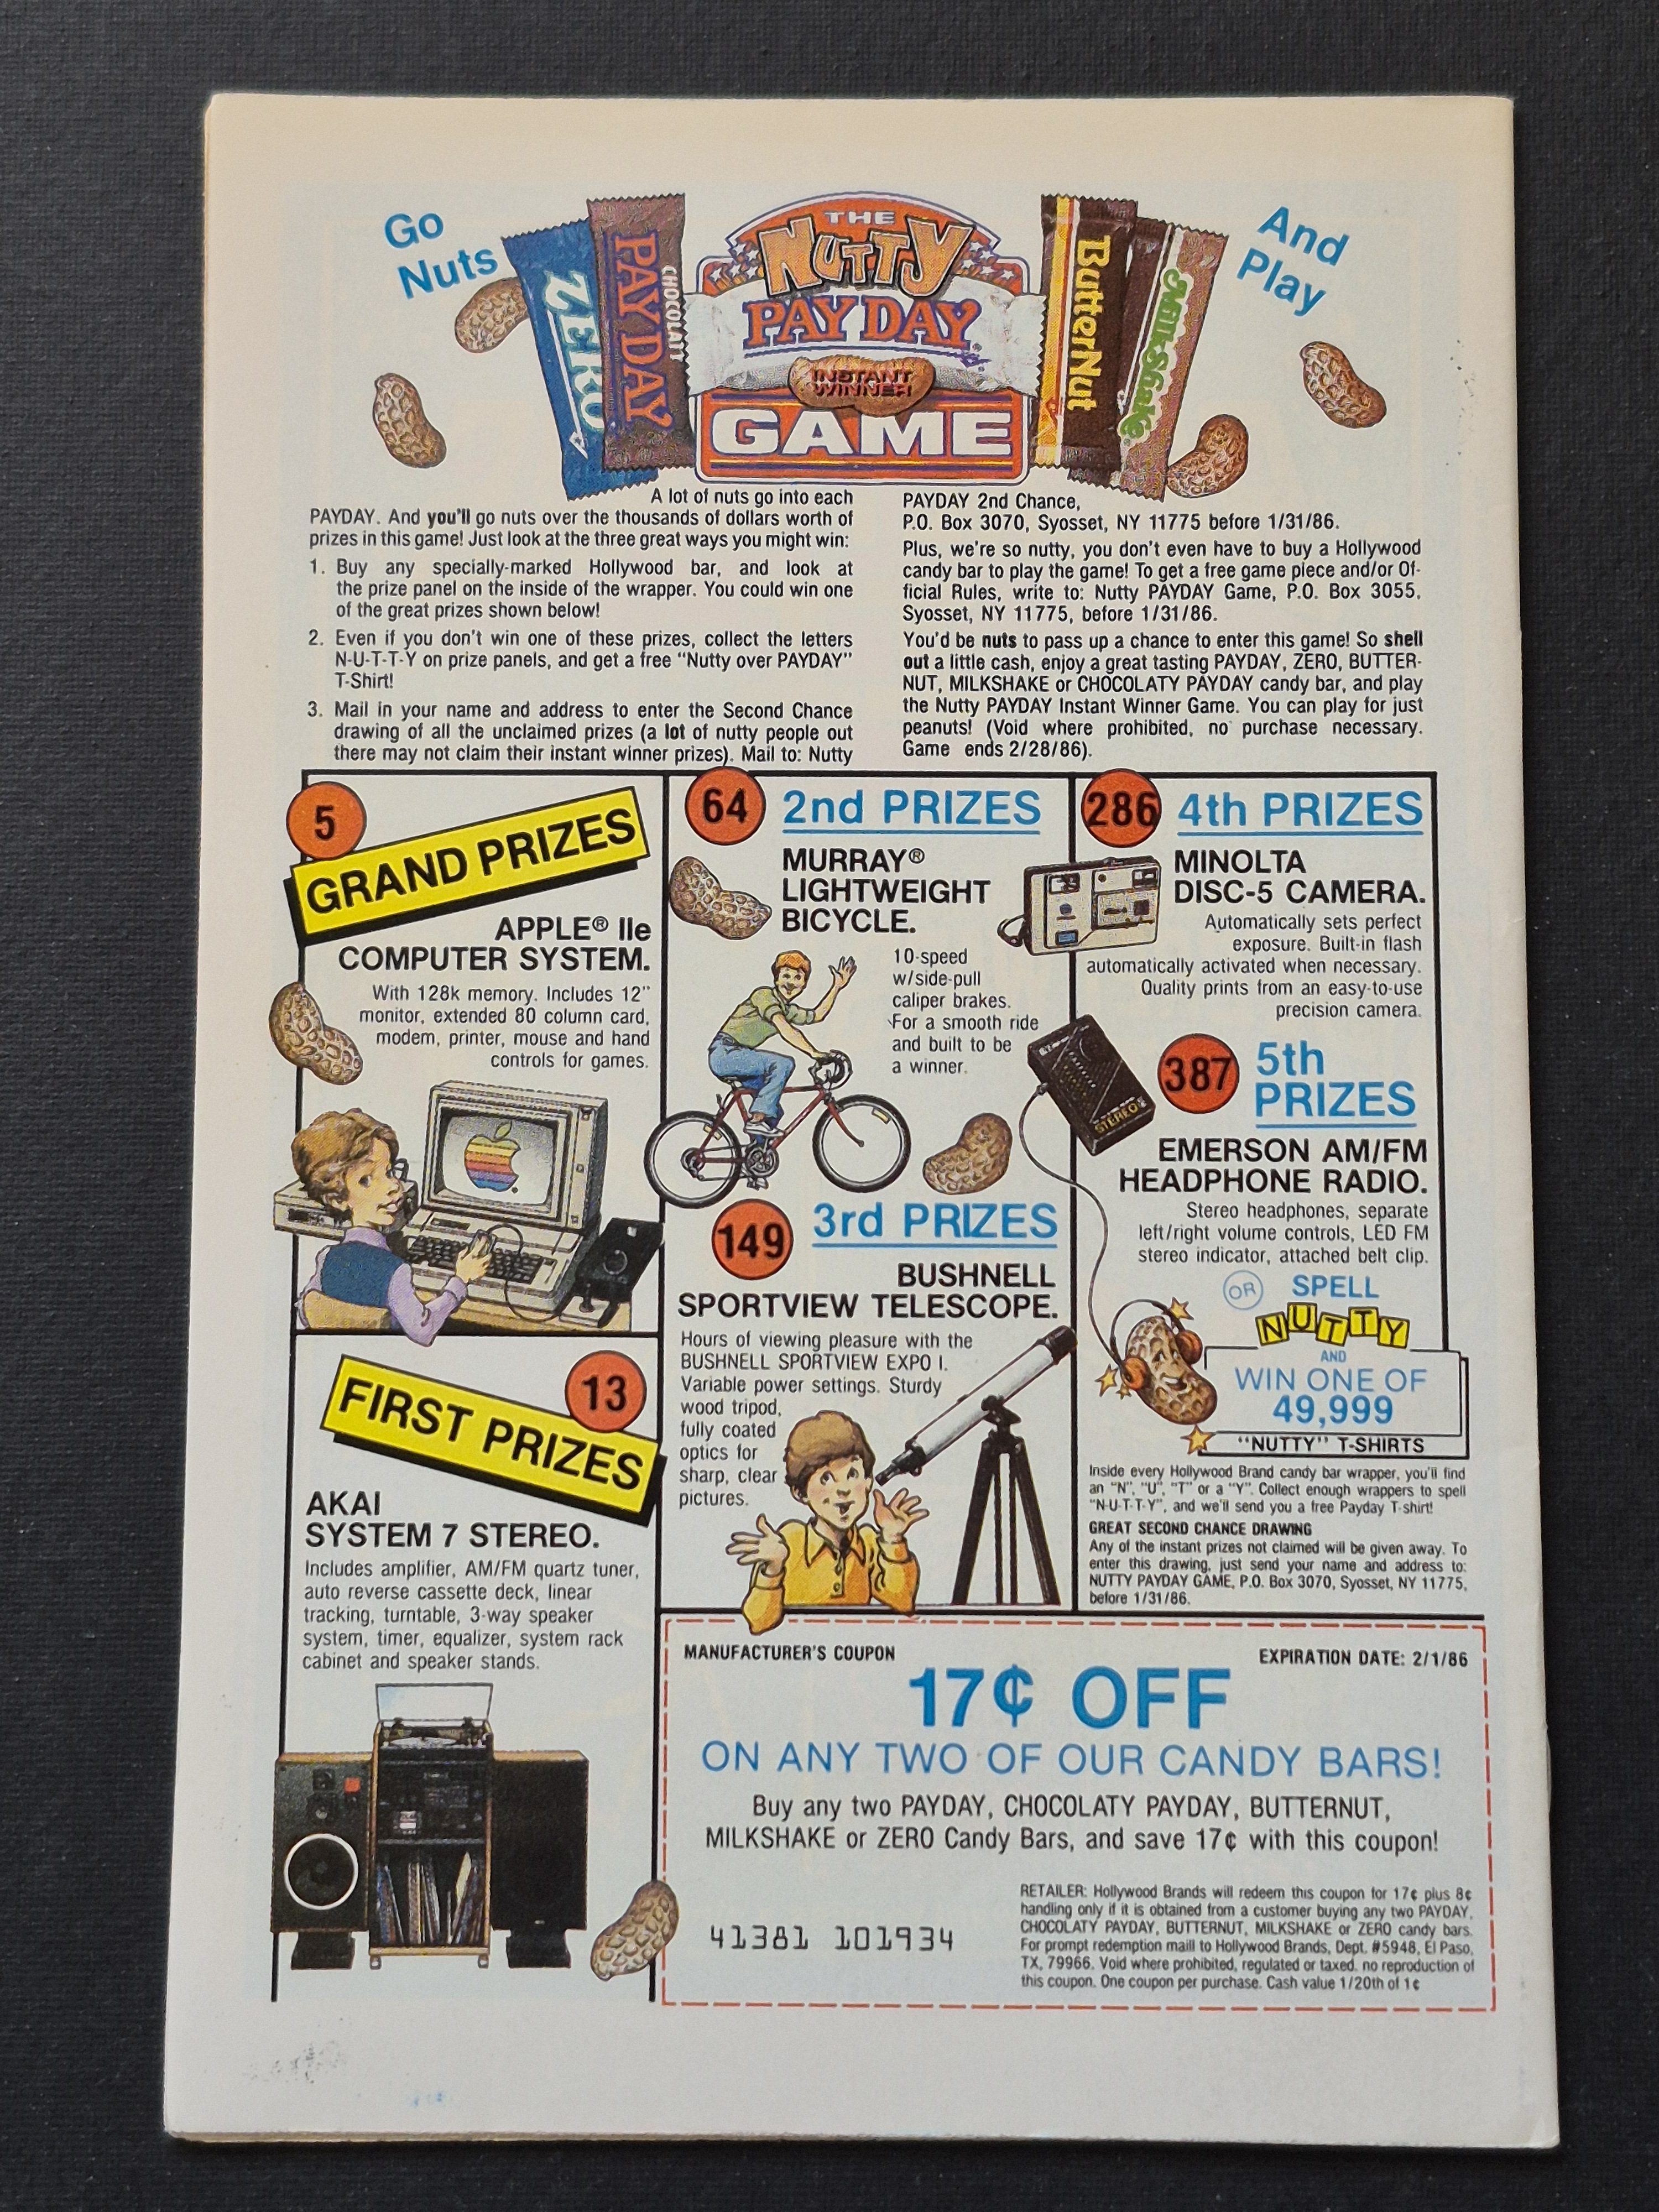 Go
Nuts
ZERO
CHOCOLATY
PAYDAY
THE
NUTTY
PAYDAY
INSTANT
WINNER
GAME
ButterNut
Milk Shake
And
Play
A lot of nuts go into each
PAYDAY. And you'll go nuts over the thousands of dollars worth of
prizes in this game! Just look at the three great ways you might win:
1. Buy any specially-marked Hollywood bar, and look at
the prize panel on the inside of the wrapper. You could win one
of the great prizes shown below!
2. Even if you don't win one of these prizes, collect the letters
N-U-T-T-Y on prize panels, and get a free "Nutty over PAYDAY"
T-Shirt!
3. Mail in your name and address to enter the Second Chance
drawing of all the unclaimed prizes (a lot of nutty people out
there may not claim their instant winner prizes). Mail to: Nutty
PAYDAY 2nd Chance,
P.O. Box 3070, Syosset, NY 11775 before 1/31/86.
Plus, we're so nutty, you don't even have to buy a Hollywood
candy bar to play the game! To get a free game piece and/or Of-
ficial Rules, write to: Nutty PAYDAY Game, P.O. Box 3055,
Syosset, NY 11775, before 1/31/86.
You'd be nuts to pass up a chance to enter this game! So shell
out a little cash, enjoy a great tasting PAYDAY, ZERO, BUTTER-
NUT, MILKSHAKE or CHOCOLATY PAYDAY candy bar, and play
the Nutty PAYDAY Instant Winner Game. You can play for just
peanuts! (Void where prohibited, no purchase necessary.
Game ends 2/28/86).
5
GRAND PRIZES
APPLE® IIe
COMPUTER SYSTEM.
With 128k memory. Includes 12"
monitor, extended 80 column card,
modem, printer, mouse and hand
controls for games.
13
FIRST PRIZES
AKAI
SYSTEM 7 STEREO.
Includes amplifier, AM/FM quartz tuner,
auto reverse cassette deck, linear
tracking, turntable, 3-way speaker
system, timer, equalizer, system rack
cabinet and speaker stands.
64
2nd PRIZES
MURRAY®
LIGHTWEIGHT
BICYCLE.
10-speed
w/side-pull
caliper brakes.
For a smooth ride
and built to be
a winner.
149
3rd PRIZES
BUSHNELL
SPORTVIEW TELESCOPE.
Hours of viewing pleasure with the
BUSHNELL SPORTVIEW EXPO I.
Variable power settings. Sturdy
wood tripod,
fully coated
optics for
sharp, clear
pictures.
286
4th PRIZES
MINOLTA
DISC-5 CAMERA.
Automatically sets perfect
exposure. Built-in flash
automatically activated when necessary.
Quality prints from an easy-to-use
precision camera.
STEREO
387
5th
PRIZES
EMERSON AM/FM
HEADPHONE RADIO.
Stereo headphones, separate
left/right volume controls, LED FM
stereo indicator, attached belt clip.
OR
SPELL
NUTTY
AND
WIN ONE OF
49,999
"NUTTY" T-SHIRTS
Inside every Hollywood Brand candy bar wrapper, you'll find
an "N", "U", "T" or a "Y". Collect enough wrappers to spell
"N-U-T-T-Y", and we'll send you a free Payday T-shirt!
GREAT SECOND CHANCE DRAWING
Any of the instant prizes not claimed will be given away. To
enter this drawing, just send your name and address to:
NUTTY PAYDAY GAME, P.O. Box 3070, Syosset, NY 11775,
before 1/31/86.
MANUFACTURER'S COUPON
EXPIRATION DATE: 2/1/86
17¢ OFF
ON ANY TWO OF OUR CANDY BARS!
Buy any two PAYDAY, CHOCOLATY PAYDAY, BUTTERNUT,
MILKSHAKE or ZERO Candy Bars, and save 17¢ with this coupon!
41381 101934
RETAILER: Hollywood Brands will redeem this coupon for 17¢ plus 8¢
handling only if it is obtained from a customer buying any two PAYDAY,
CHOCOLATY PAYDAY, BUTTERNUT, MILKSHAKE or ZERO candy bars.
For prompt redemption maill to Hollywood Brands, Dept. #5948, El Paso,
TX, 79966. Void where prohibited, regulated or taxed. no reproduction of
this coupon. One coupon per purchase. Cash value 1/20th of 1¢